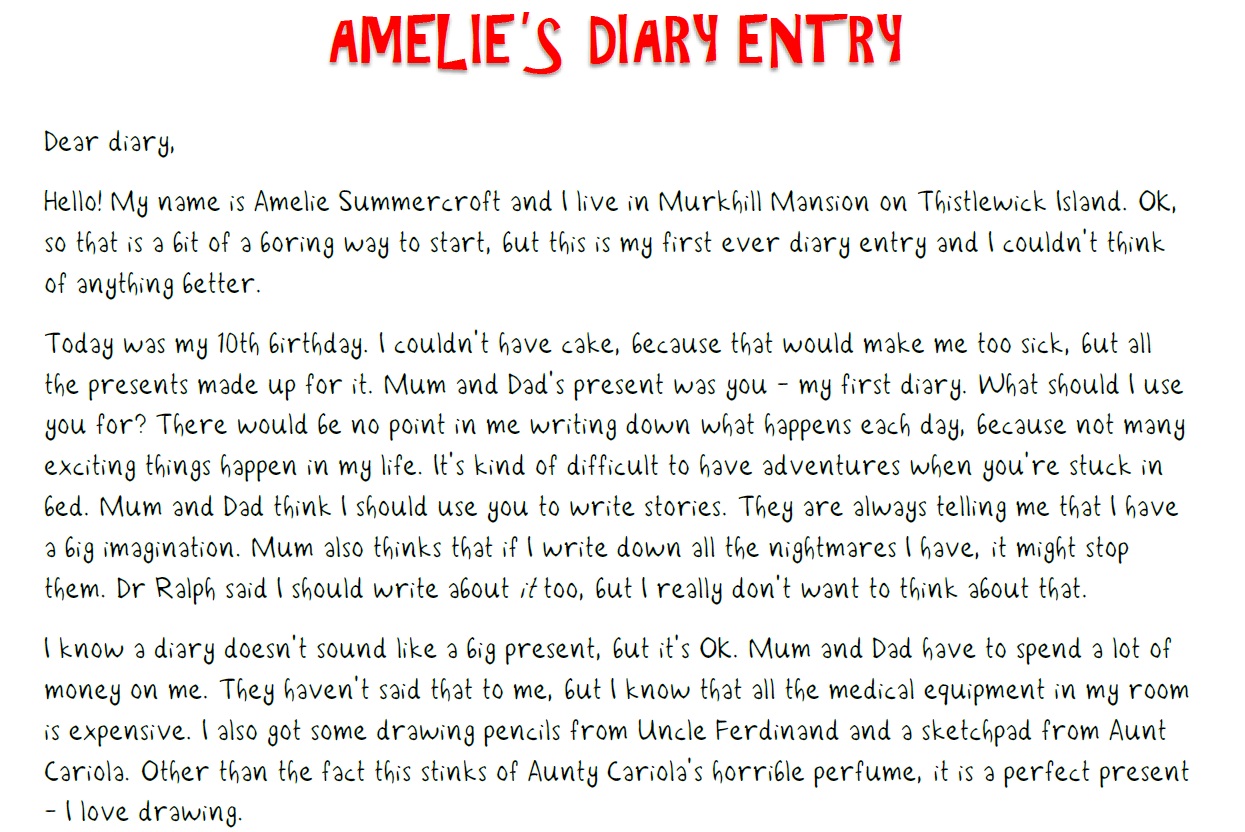 AMELIE'S DIARY ENTRY
Dear diary,
Hello! My name is Amelie Summercroft and I live in Murkhill Mansion on Thistlewick Island. Ok,
so that is a bit of a boring way to start, but this is my first ever diary entry and I couldn't think
of anything better.
Today was my 10th birthday. I couldn't have cake, because that would make me too sick, but all
the presents made up for it. Mum and Dad's present was you - my first diary. What should I use
you for? There would be no point in me writing down what happens each day, because not many
exciting things happen in my life. It's kind of difficult to have adventures when you're stuck in
bed. Mum and Dad think I should use you to write stories. They are always telling me that I have
a big imagination. Mum also thinks that if I write down all the nightmares I have, it might stop
them. Dr Ralph said I should write about it too, but I really don't want to think about that.
I know a diary doesn't sound like a big present, but it's OK. Mum and Dad have to spend a lot of
money on me. They haven't said that to me, but I know that all the medical equipment in my room
is expensive. I also got some drawing pencils from Uncle Ferdinand and a sketchpad from Aunt
Cariola. Other than the fact this stinks of Aunty Cariola's horrible perfume, it is a perfect present
- I love drawing.